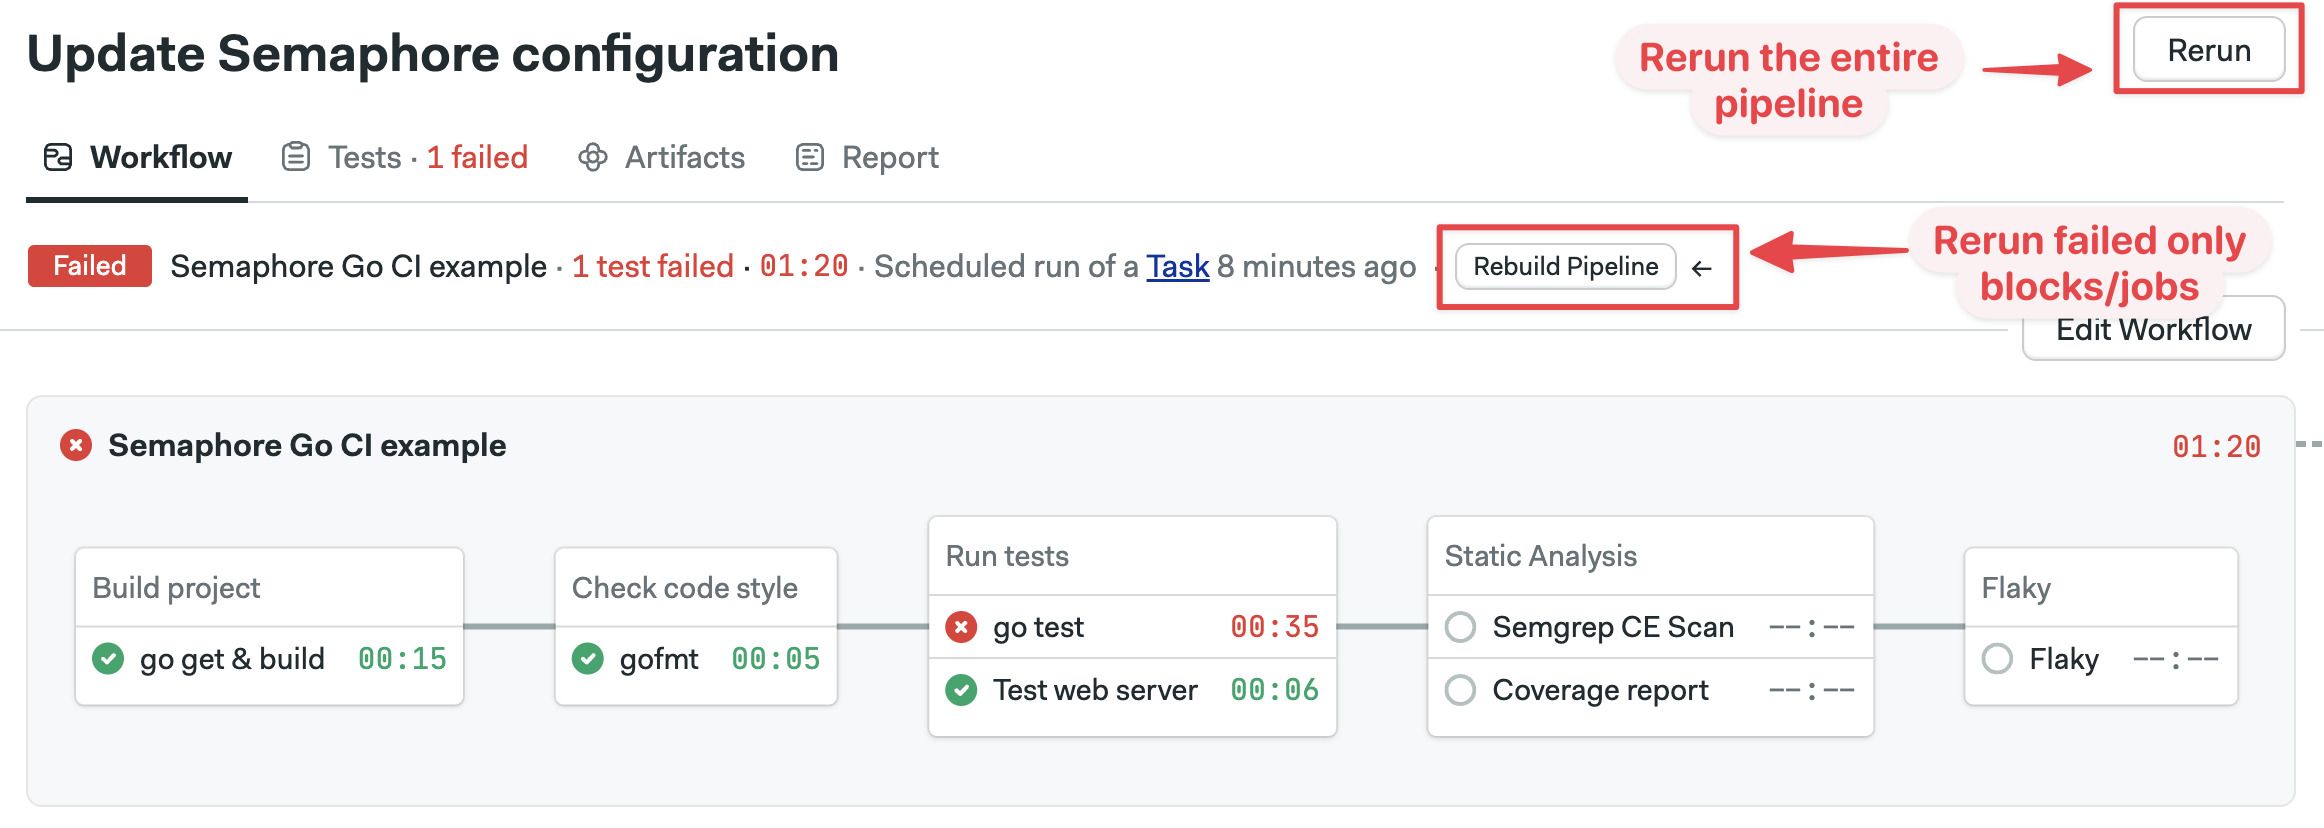 Update Semaphore configuration
Rerun the entire
pipeline
Rerun
Workflow Tests · 1 failed Artifacts Report
Failed Semaphore Go CI example · 1 test failed · 01:20 · Scheduled run of a Task 8 minutes ago · Rebuild Pipeline ←
Rerun failed only
blocks/jobs
Edit Workflow
Semaphore Go CI example 01:20
Build project
go get & build 00:15
Check code style
gofmt 00:05
Run tests
go test 00:35
Test web server 00:06
Static Analysis
Semgrep CE Scan --:--
Coverage report --:--
Flaky
Flaky --:--